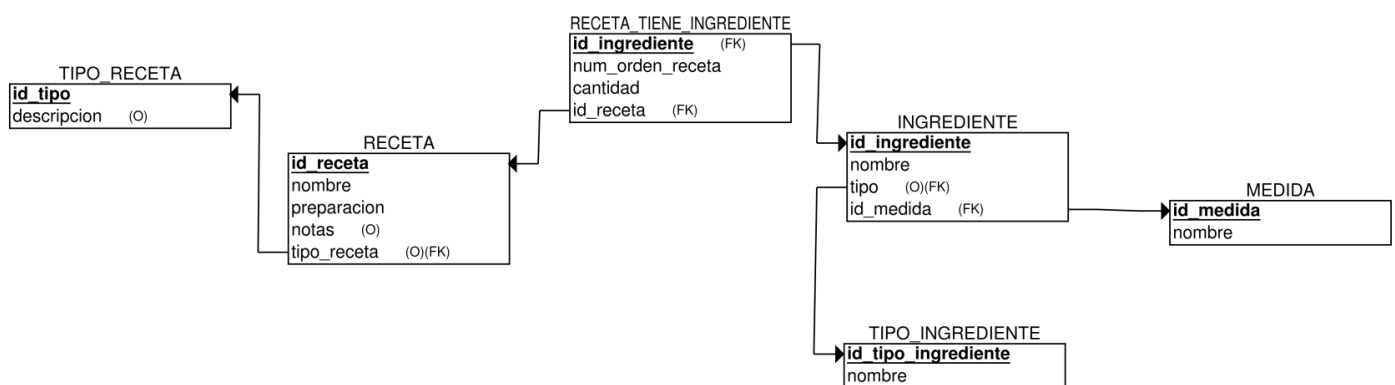 TIPO_RECETA
id_tipo
descripcion (O)
RECETA
id_receta
nombre
preparacion
notas (O)
tipo_receta (O)(FK)
RECETA_TIENE_INGREDIENTE
id_ingrediente (FK)
num_orden_receta
cantidad
id_receta (FK)
INGREDIENTE
id_ingrediente
nombre
tipo (O)(FK)
id_medida (FK)
MEDIDA
id_medida
nombre
TIPO_INGREDIENTE
id_tipo_ingrediente
nombre